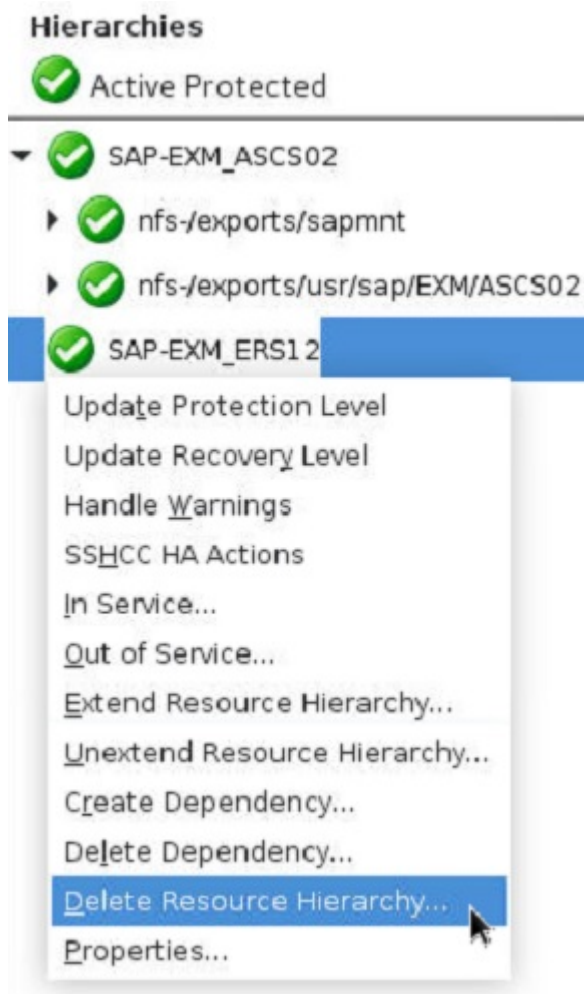 Hierarchies
Active Protected
SAP-EXM_ASCS02
nfs-/exports/sapmnt
nfs-/exports/usr/sap/EXM/ASCS02
SAP-EXM_ERS12
Update Protection Level
Update Recovery Level
Handle Warnings
SSHCC HA Actions
In Service...
Out of Service...
Extend Resource Hierarchy...
Unextend Resource Hierarchy...
Create Dependency...
Delete Dependency...
Delete Resource Hierarchy...
Properties...